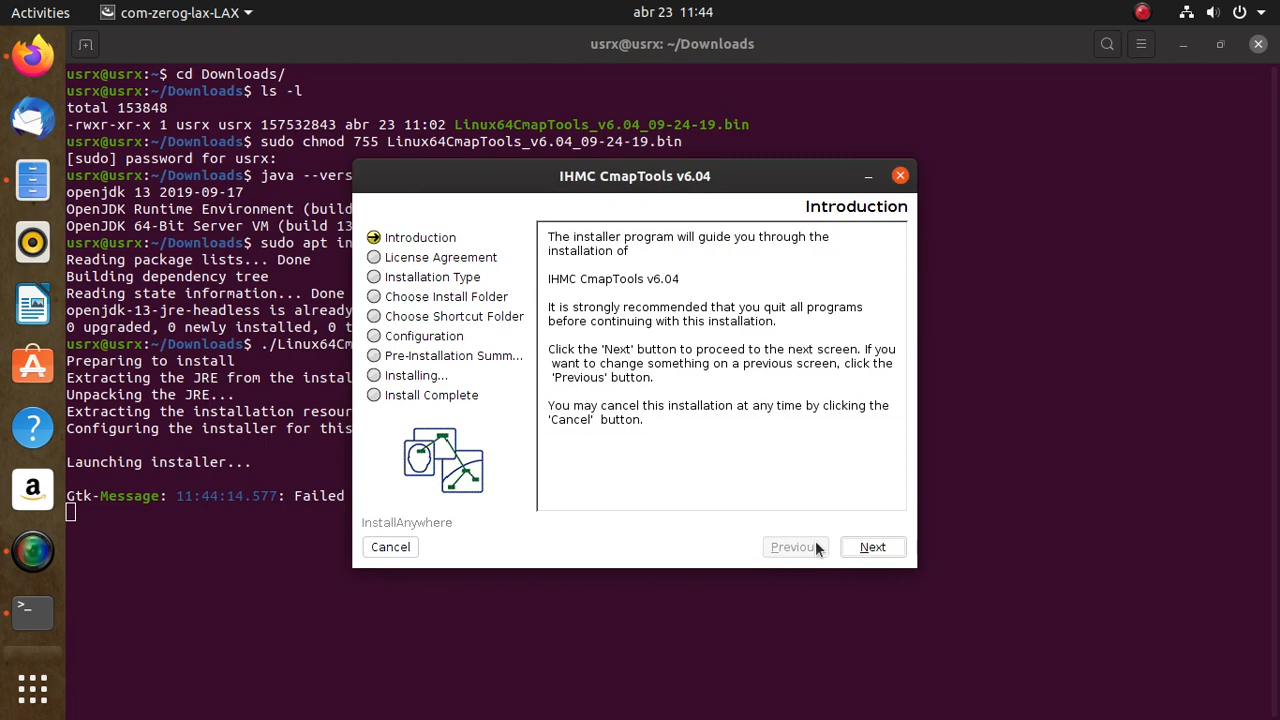 Activities
com-zerog-lax-LAX
abr 23 11:44
usrx@usrx: ~/Downloads
usrx@usrx:~$ cd Downloads/
usrx@usrx:~/Downloads$ ls -l
total 153848
-rwxr-xr-x 1 usrx usrx 157532843 abr 23 11:02 Linux64CmapTools_v6.04_09-24-19.bin
usrx@usrx:~/Downloads$ sudo chmod 755 Linux64CmapTools_v6.04_09-24-19.bin
[sudo] password for usrx:
usrx@usrx:~/Downloads$ java --vers
openjdk 13 2019-09-17
OpenJDK Runtime Environment (build
OpenJDK 64-Bit Server VM (build 13
usrx@usrx:~/Downloads$ sudo apt in
Reading package lists... Done
Building dependency tree
Reading state information... Done
openjdk-13-jre-headless is already
0 upgraded, 0 newly installed, 0 t
usrx@usrx:~/Downloads$ ./Linux64Cm
Preparing to install
Extracting the JRE from the instal
Unpacking the JRE...
Extracting the installation resour
Configuring the installer for this
Launching installer...
Gtk-Message: 11:44:14.577: Failed
IHMC CmapTools v6.04
Introduction
Introduction
License Agreement
Installation Type
Choose Install Folder
Choose Shortcut Folder
Configuration
Pre-Installation Summ...
Installing...
Install Complete
The installer program will guide you through the
installation of
IHMC CmapTools v6.04
It is strongly recommended that you quit all programs
before continuing with this installation.
Click the 'Next' button to proceed to the next screen. If you
want to change something on a previous screen, click the
'Previous' button.
You may cancel this installation at any time by clicking the
'Cancel' button.
InstallAnywhere
Cancel
Previou
Next